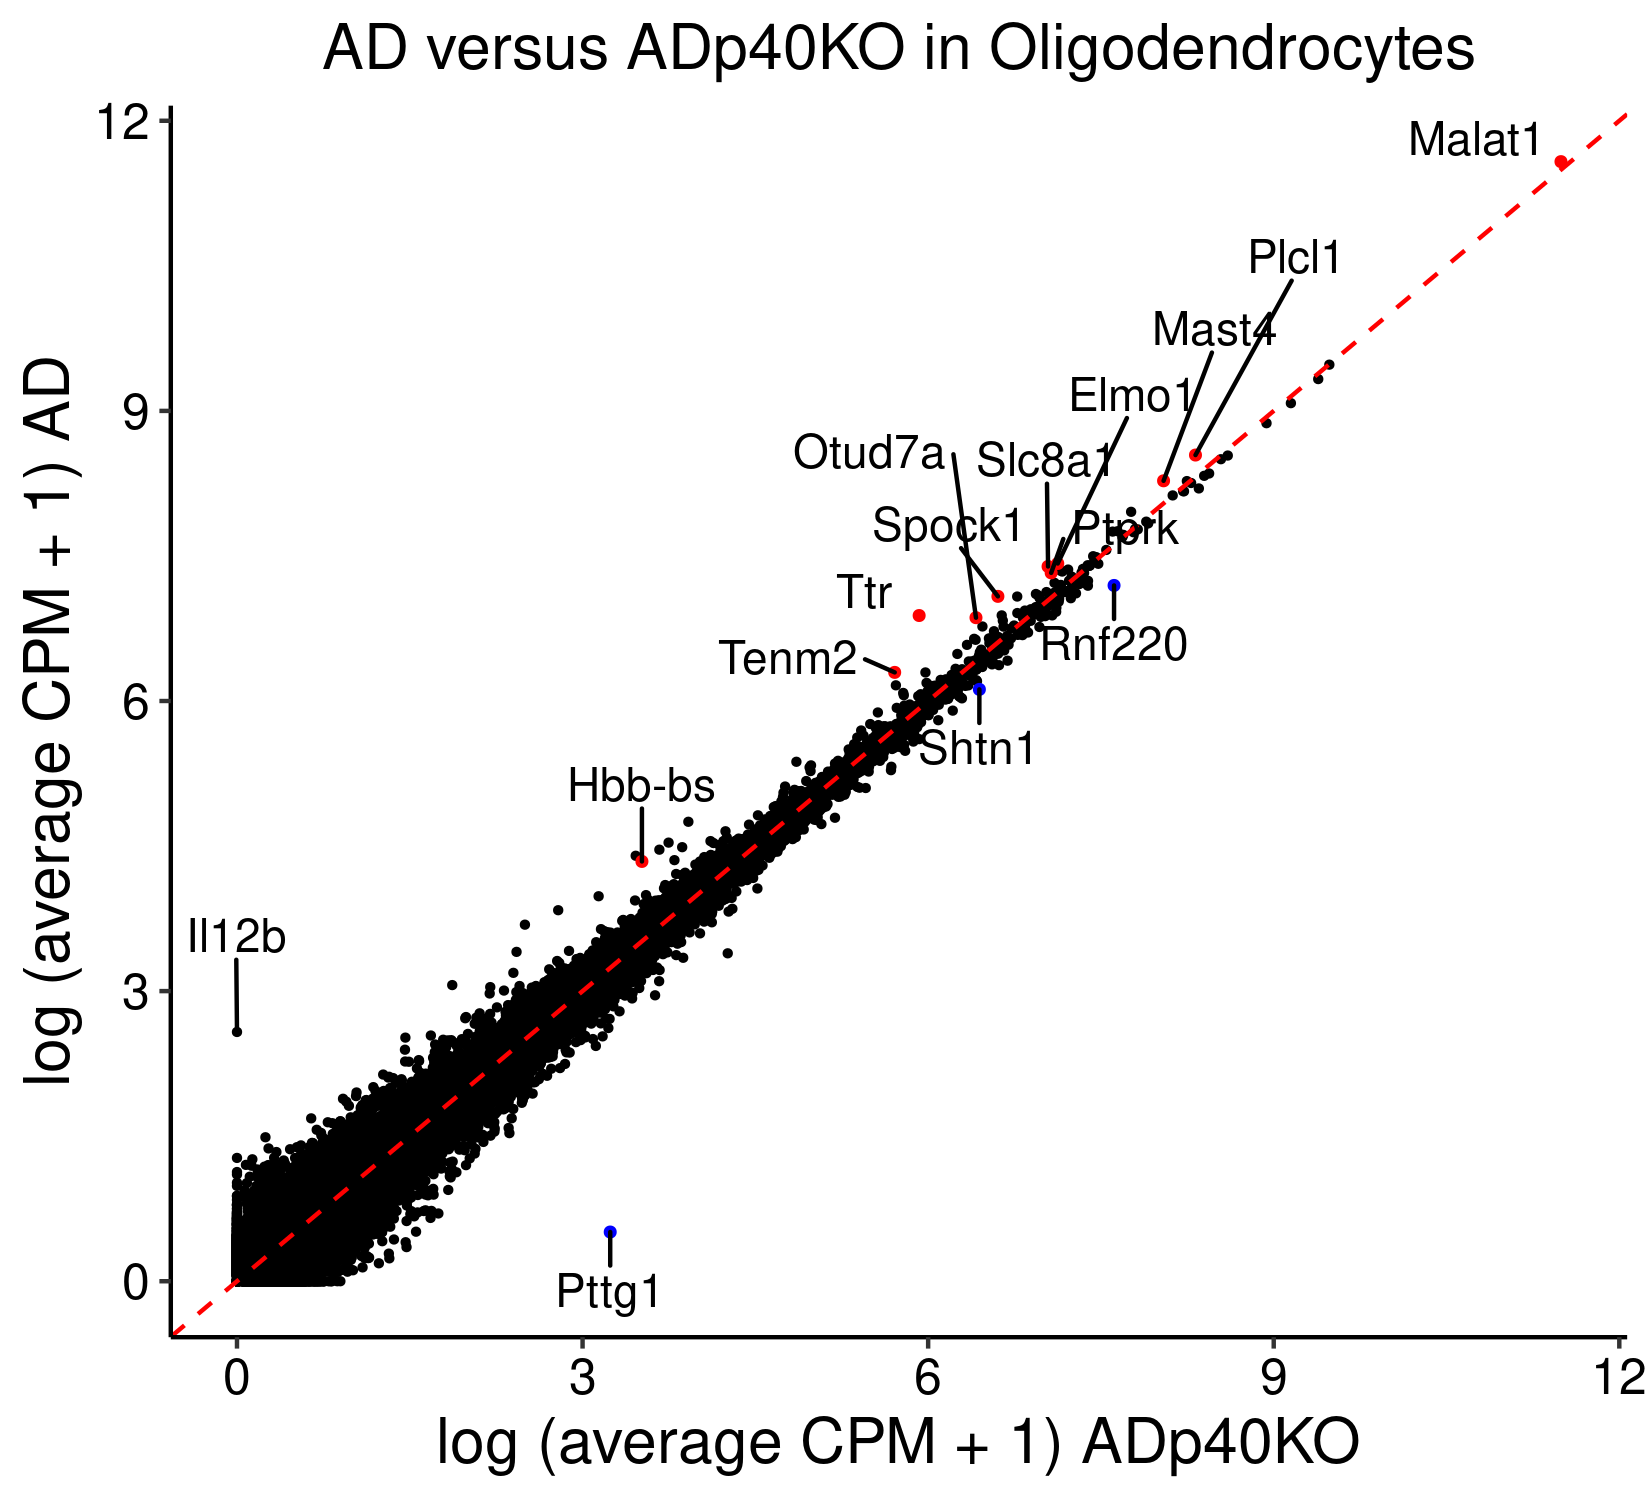 AD versus ADp40KO in Oligodendrocytes
log (average CPM + 1) AD
12
9
6
3
0
Malat1
Plcl1
Mast4
Elmo1
Otud7a
Slc8a1
Spock1
Ptprk
Ttr
Tenm2
Rnf220
Shtn1
Hbb-bs
Il12b
Pttg1
0
3
6
9
12
log (average CPM + 1) ADp40KO